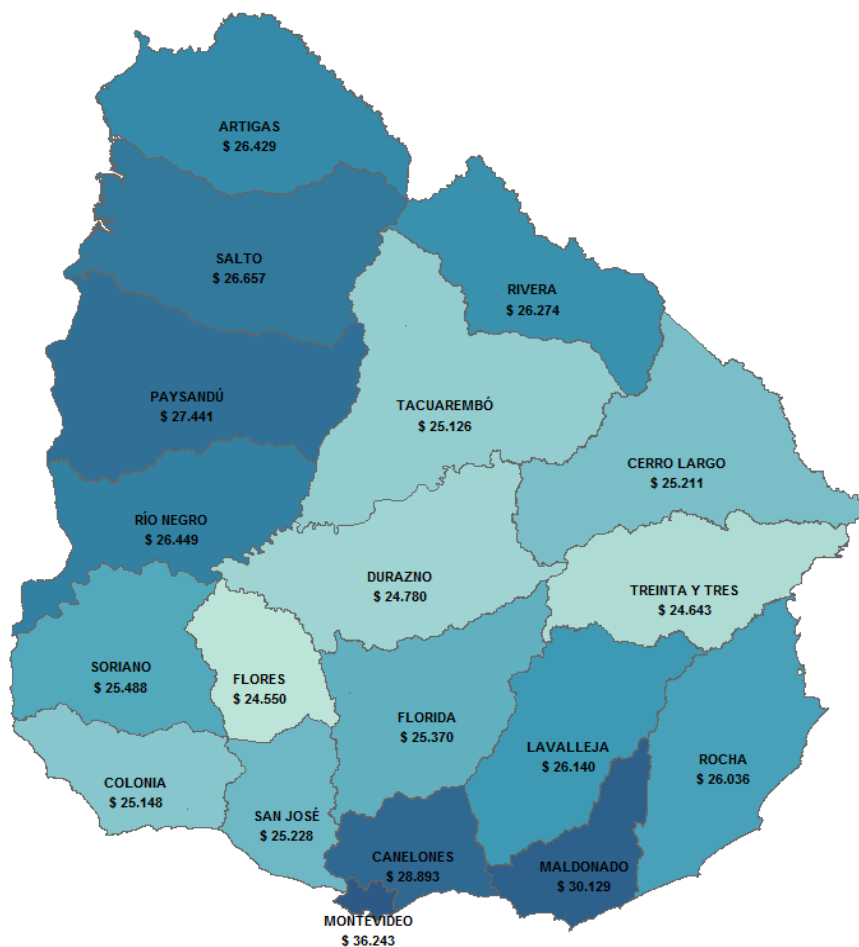 ARTIGAS
$ 26.429
SALTO
$ 26.657
RIVERA
$ 26.274
PAYSANDÚ
$ 27.441
TACUAREMBÓ
$ 25.126
CERRO LARGO
$ 25.211
RÍO NEGRO
$ 26.449
DURAZNO
$ 24.780
TREINTA Y TRES
$ 24.643
SORIANO
$ 25.488
FLORES
$ 24.550
FLORIDA
$ 25.370
LAVALLEJA
$ 26.140
ROCHA
$ 26.036
COLONIA
$ 25.148
SAN JOSÉ
$ 25.228
CANELONES
$ 28.893
MALDONADO
$ 30.129
MONTEVIDEO
$ 36.243